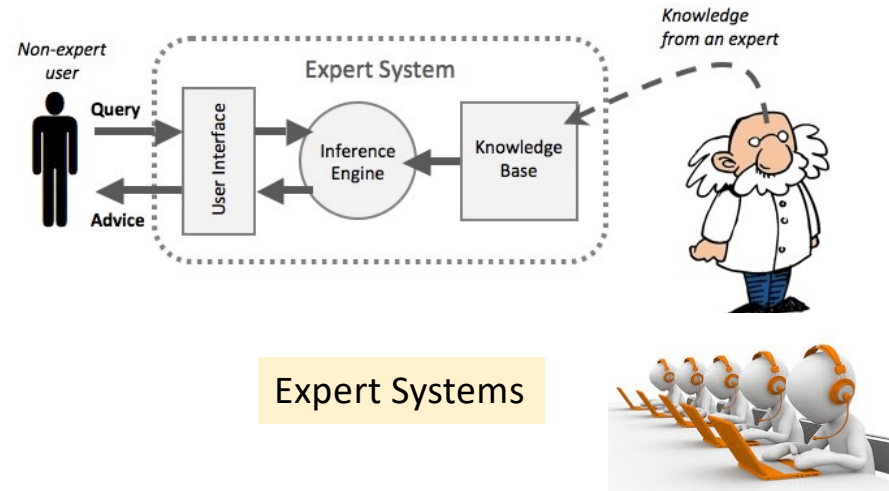 Knowledge
from an expert
Non-expert
user
Expert System
Query
User Interface
Inference
Engine
Knowledge
Base
Advice
Expert Systems